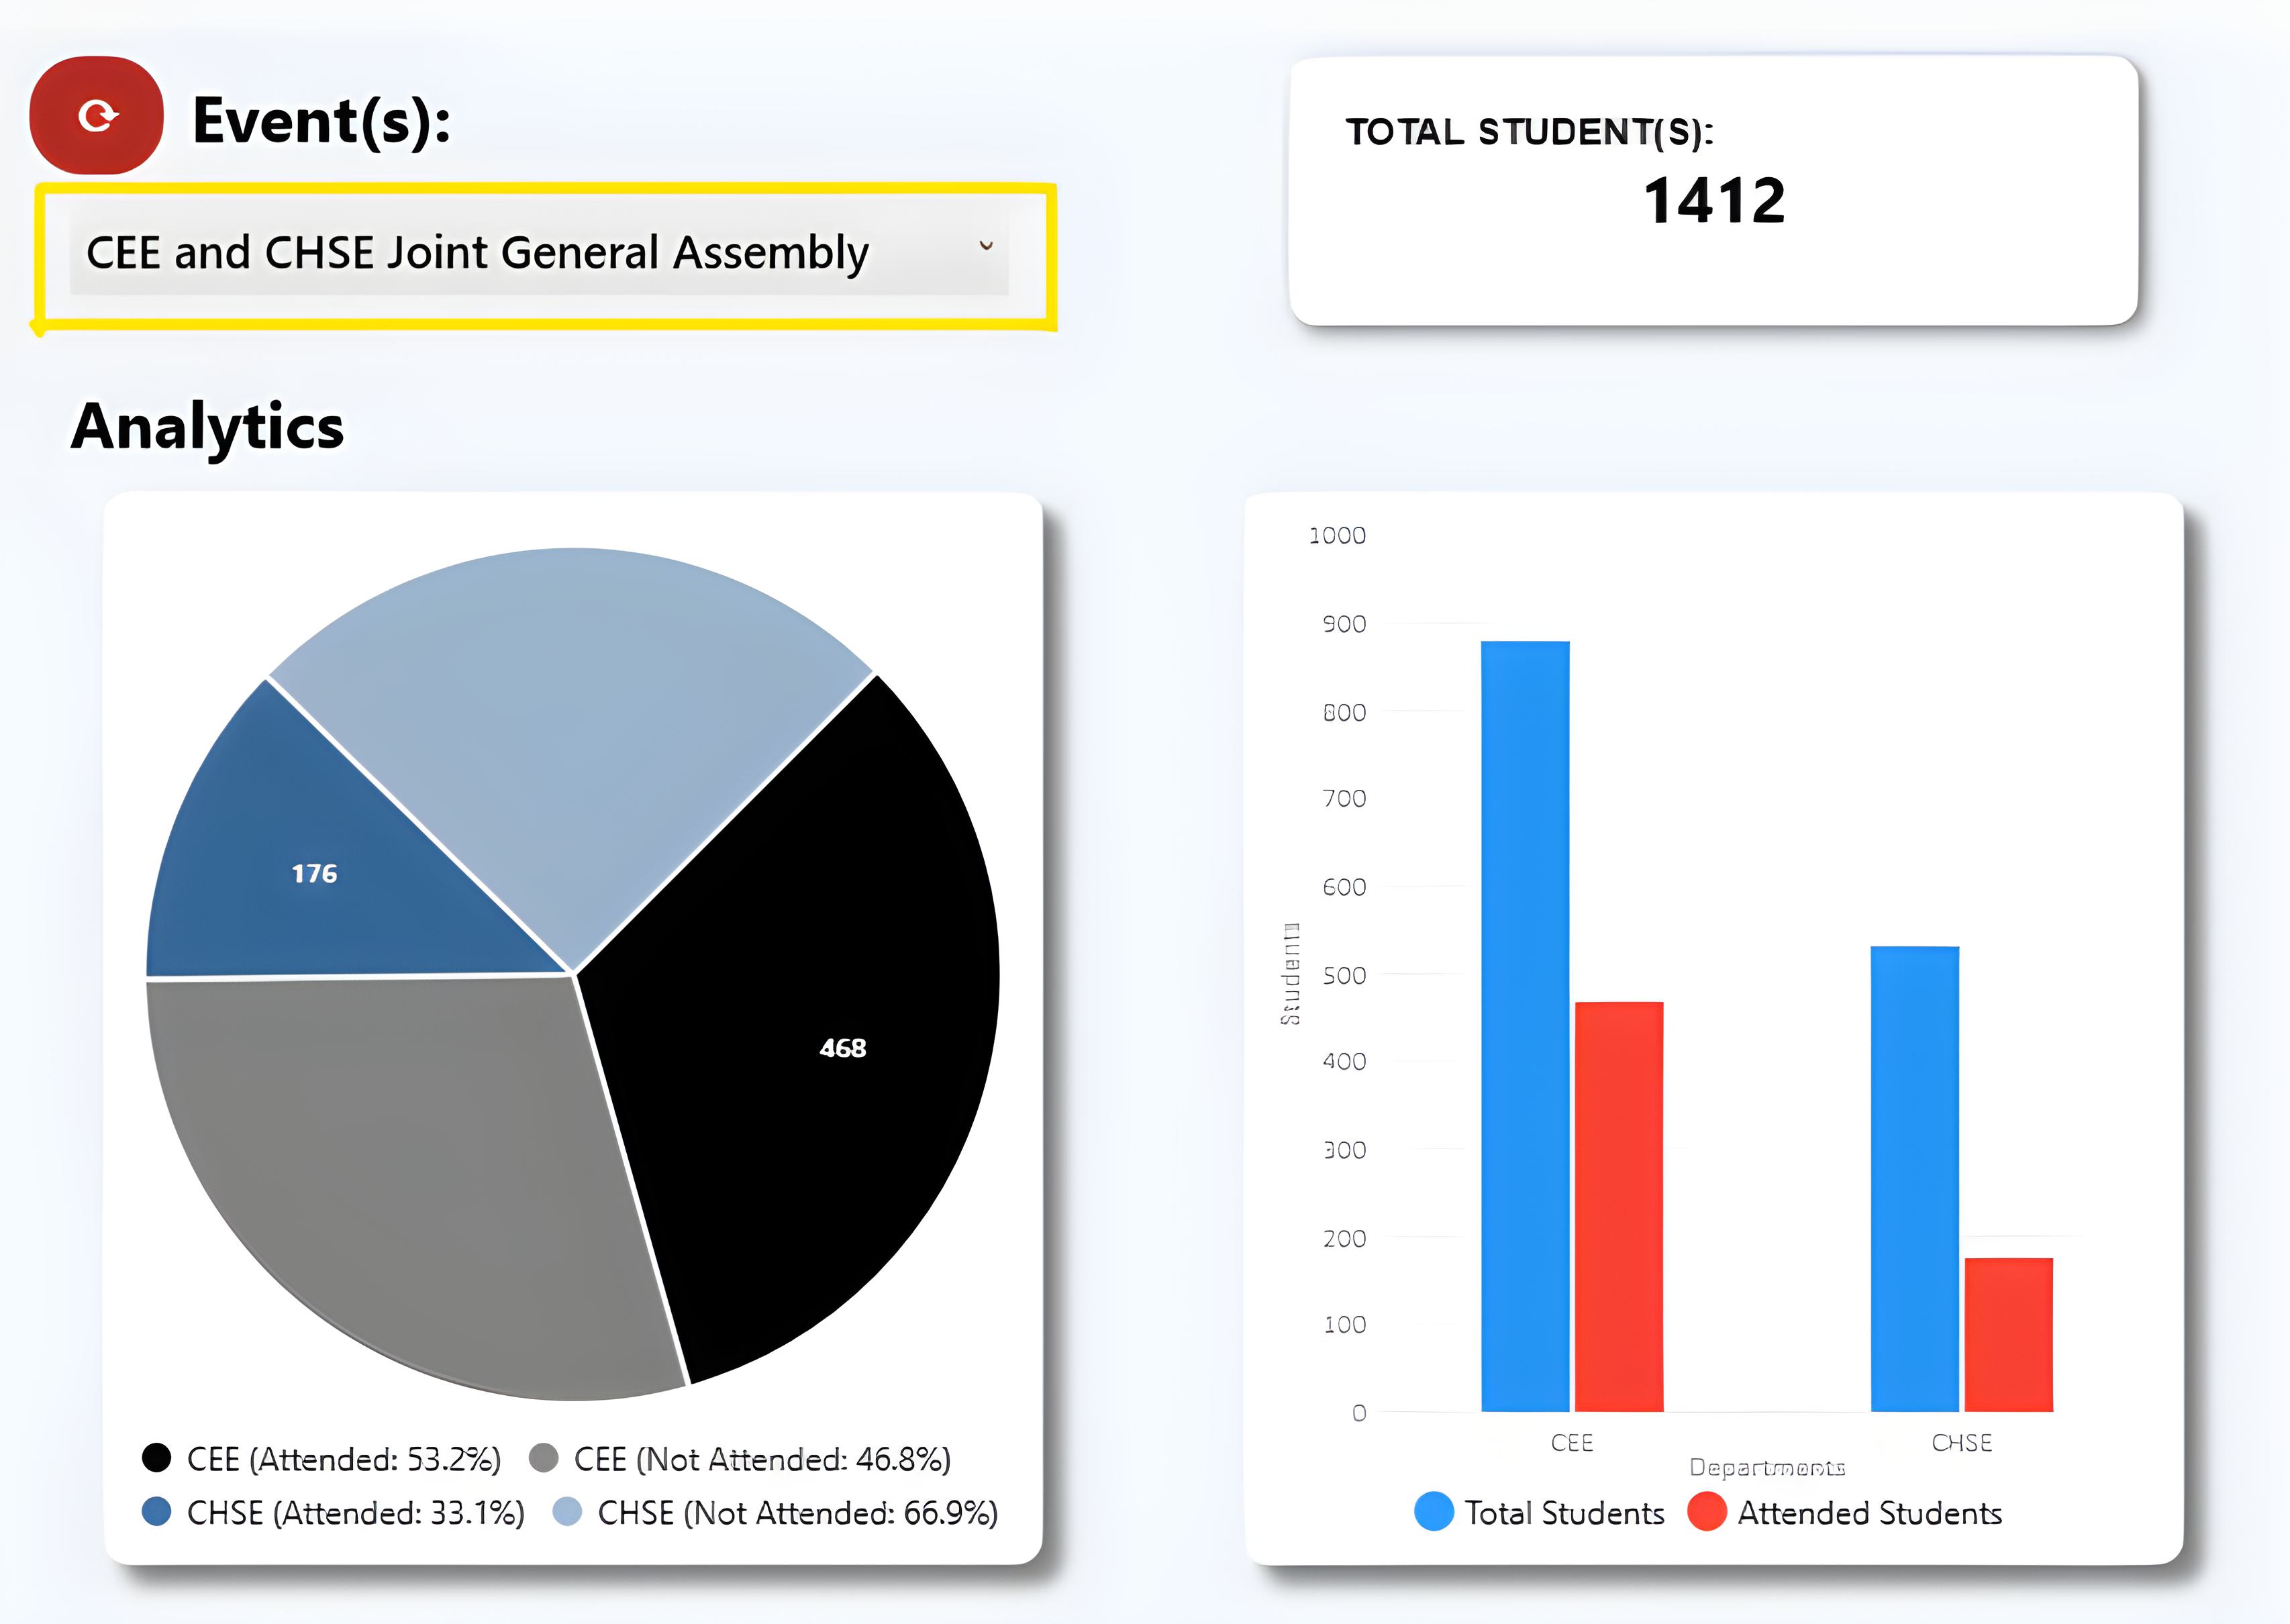 Event(s):
CEE and CHSE Joint General Assembly
TOTAL STUDENT(S):
1412
Analytics
176
468
CEE (Attended: 53.2%)
CEE (Not Attended: 46.8%)
CHSE (Attended: 33.1%)
CHSE (Not Attended: 66.9%)
1000
900
800
700
600
500
400
300
200
100
0
Students
CEE
CHSE
Departments
Total Students
Attended Students